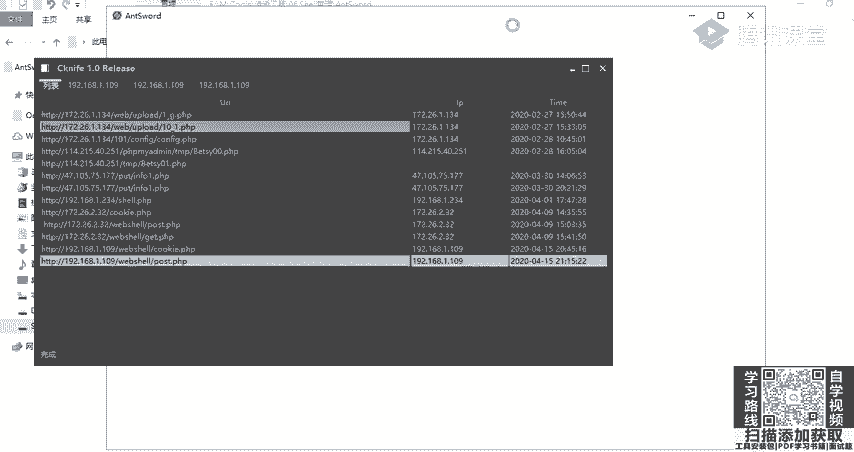 管理
文件
主页
共享
AntSword
此电
Cknife 1.0 Release
列表 192.168.1.109 192.168.1.109 192.168.1.109
Url Ip Time
http://172.26.1.134/web/upload/1_g.php 172.26.1.134 2020-02-27 15:30:44
http://172.26.1.134/web/upload/10_1.php 172.26.1.134 2020-02-27 15:33:05
http://172.26.1.134/101/config/config.php 172.26.1.134 2020-02-28 10:45:01
http://114.215.40.251/phpmyadmin/tmp/Betsy00.php 114.215.40.251 2020-02-28 16:05:04
http://114.215.40.251/tmp/Betsy01.php
http://47.105.75.177/put/info1.php 47.105.75.177 2020-03-30 14:06:53
http://47.105.75.177/put/info1.php 47.105.75.177 2020-03-30 20:21:29
http://192.168.1.234/shell.php 192.168.1.234 2020-04-01 17:47:28
http://172.26.2.32/cookie.php 172.26.2.32 2020-04-09 14:35:55
http://172.26.2.32/webshell/post.php 172.26.2.32 2020-04-09 15:03:35
http://172.26.2.32/webshell/get.php 172.26.2.32 2020-04-09 15:41:50
http://192.168.1.109/webshell/cookie.php 192.168.1.109 2020-04-15 20:45:16
http://192.168.1.109/webshell/post.php 192.168.1.109 2020-04-15 21:15:22
完成
腾讯课堂
学习路线
自学视频
扫描添加获取
工具安装包|PDF学习书籍|面试题